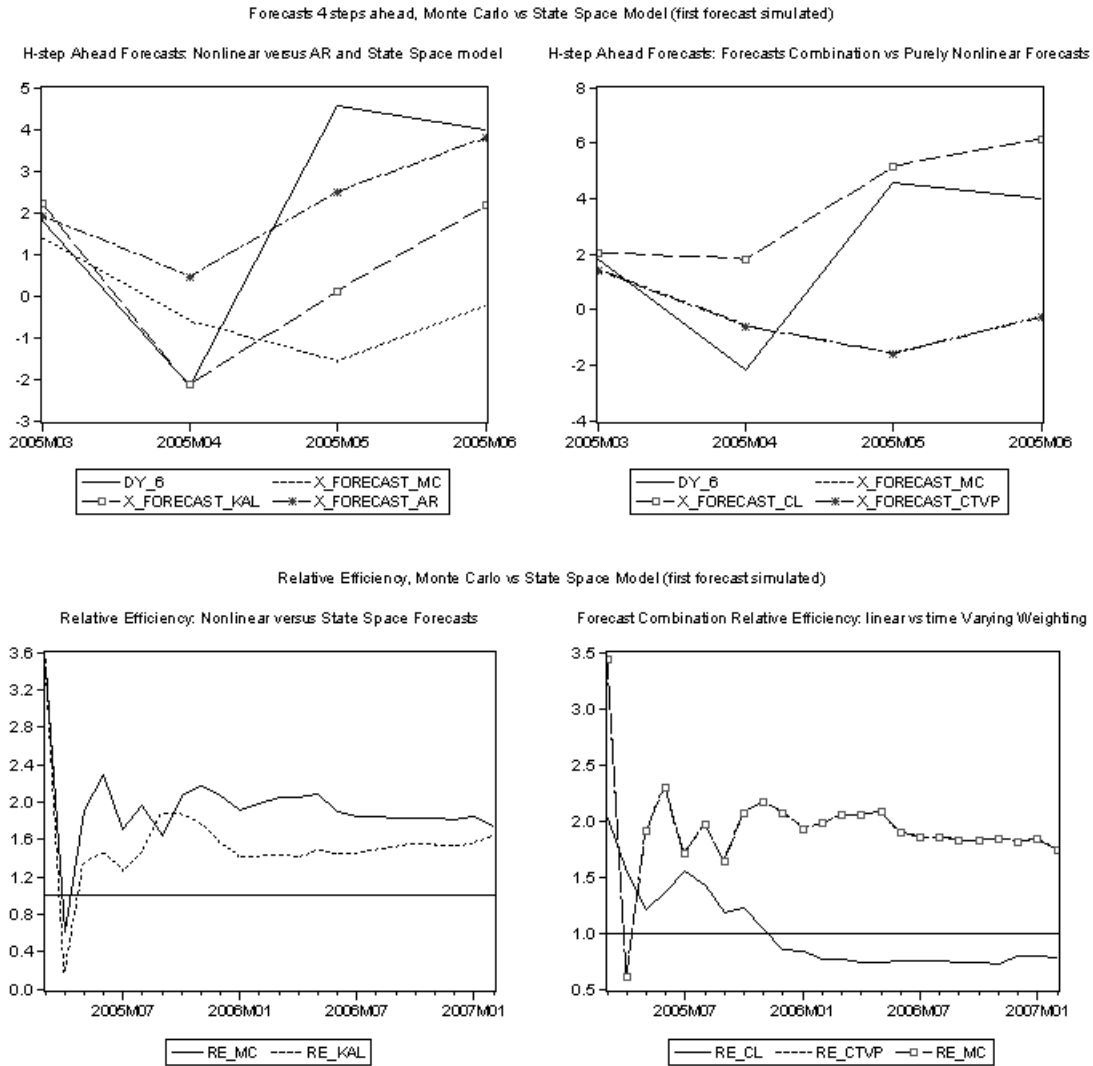 Forecasts 4 steps ahead, Monte Carlo vs State Space Model (first forecast simulated)
H-step Ahead Forecasts: Nonlinear versus AR and State Space model
5
4
3
2
1
0
-1
-2
-3
2005M03 2005M04 2005M05 2005M06
DY_6 X_FORECAST_MC
X_FORECAST_KAL X_FORECAST_AR
H-step Ahead Forecasts: Forecasts Combination vs Purely Nonlinear Forecasts
8
6
4
2
0
-2
-4
2005M03 2005M04 2005M05 2005M06
DY_6 X_FORECAST_MC
X_FORECAST_CL X_FORECAST_CTVP
Relative Efficiency, Monte Carlo vs State Space Model (first forecast simulated)
Relative Efficiency: Nonlinear versus State Space Forecasts
3.6
3.2
2.8
2.4
2.0
1.6
1.2
0.8
0.4
0.0
2005M07 2006M01 2006M07 2007M01
RE_MC RE_KAL
Forecast Combination Relative Efficiency: linear vs time Varying Weighting
3.5
3.0
2.5
2.0
1.5
1.0
0.5
2005M07 2006M01 2006M07 2007M01
RE_CL RE_CTVP RE_MC